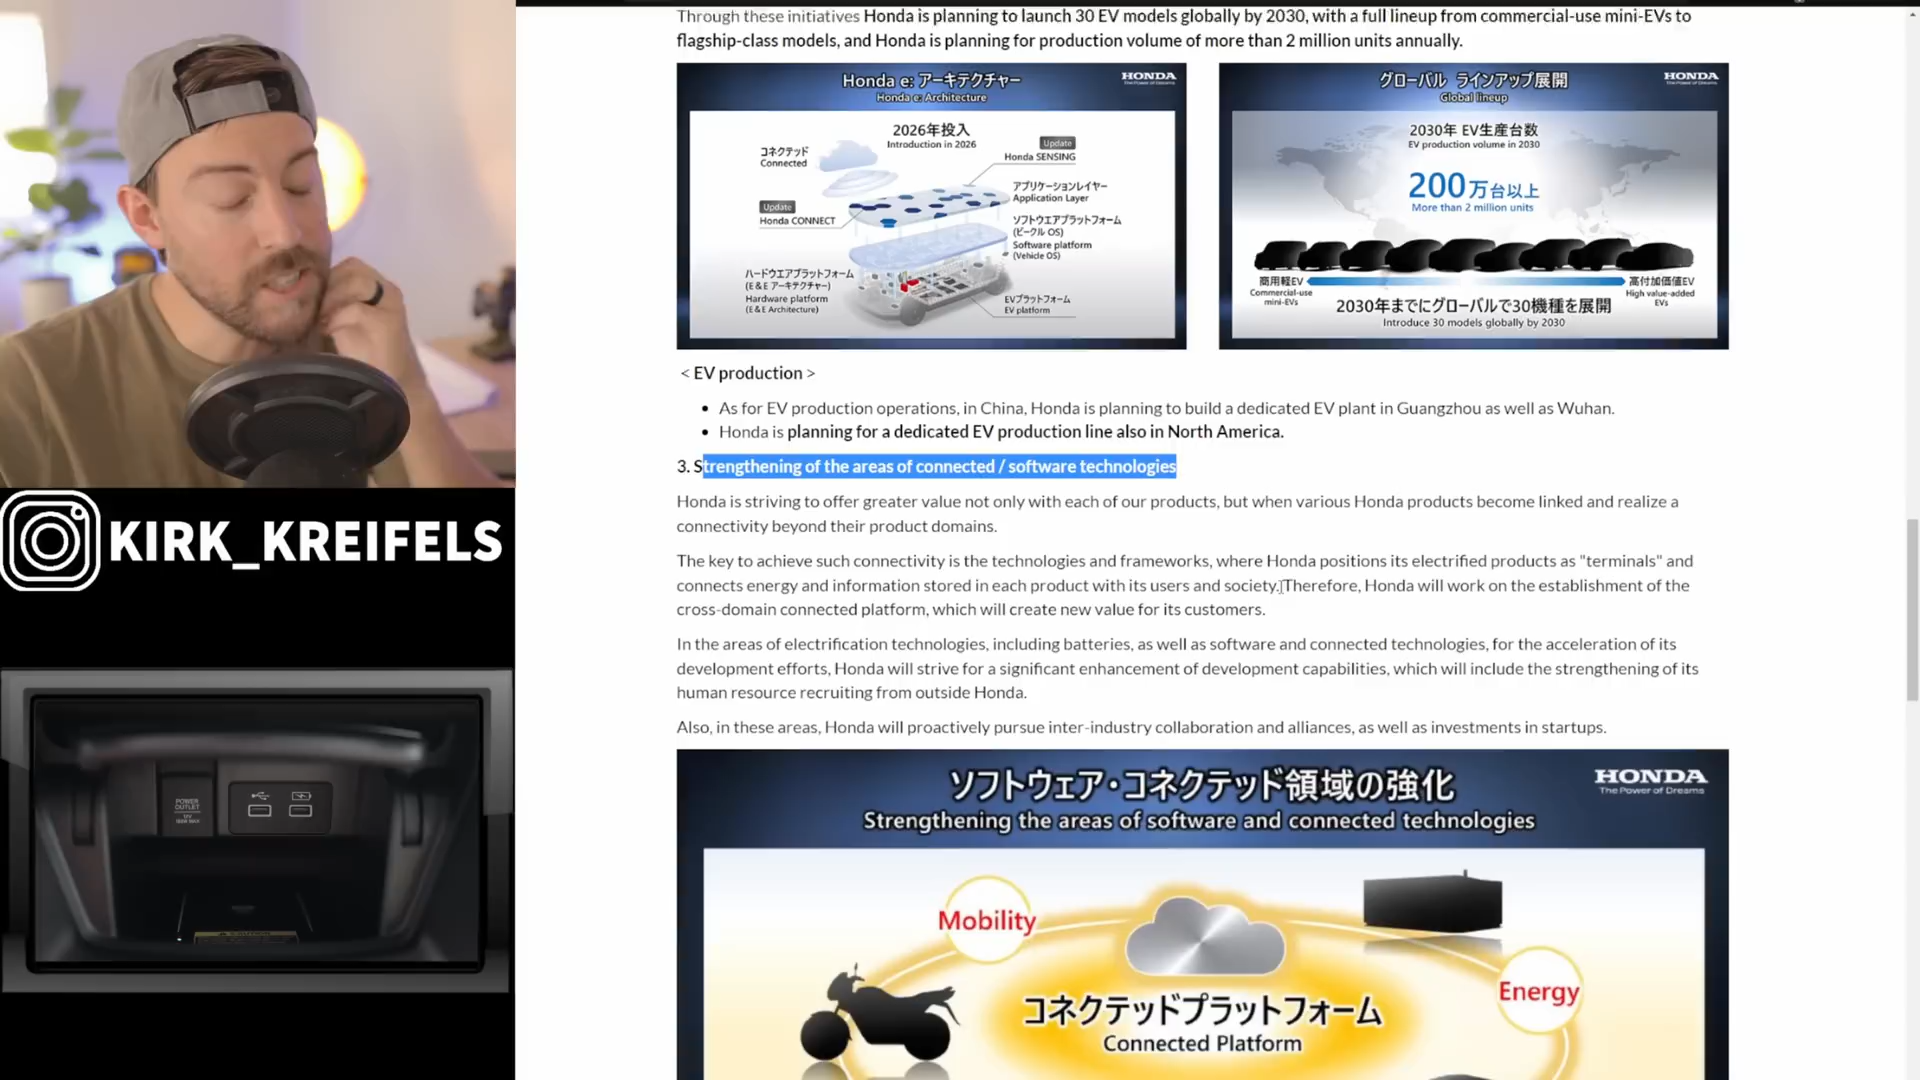 Through these initiatives Honda is planning to launch 30 EV models globally by 2030, with a full lineup from commercial-use mini-EVs to
flagship-class models, and Honda is planning for production volume of more than 2 million units annually.
Honda e: アーキテクチャー
Honda e: Architecture
HONDA
The Power of Dreams
2026年投入
Introduction in 2026
コネクテッド
Connected
Update
Honda SENSING
アプリケーションレイヤー
Application Layer
Update
Honda CONNECT
ソフトウエアプラットフォーム
(ビークル OS)
Software platform
(Vehicle OS)
ハードウエアプラットフォーム
(E&E アーキテクチャー)
Hardware platform
(E&E Architecture)
EVプラットフォーム
EV platform
グローバル ラインアップ展開
Global lineup
HONDA
The Power of Dreams
2030年 EV生産台数
EV production volume in 2030
200万台以上
More than 2 million units
商用軽EV
Commercial-use
mini-EVs
高付加価値EV
High value-added
EVs
2030年までにグローバルで30機種を展開
Introduce 30 models globally by 2030
< EV production >
• As for EV production operations, in China, Honda is planning to build a dedicated EV plant in Guangzhou as well as Wuhan.
• Honda is planning for a dedicated EV production line also in North America.
3. Strengthening of the areas of connected / software technologies
Honda is striving to offer greater value not only with each of our products, but when various Honda products become linked and realize a
connectivity beyond their product domains.
The key to achieve such connectivity is the technologies and frameworks, where Honda positions its electrified products as "terminals" and
connects energy and information stored in each product with its users and society. Therefore, Honda will work on the establishment of the
cross-domain connected platform, which will create new value for its customers.
In the areas of electrification technologies, including batteries, as well as software and connected technologies, for the acceleration of its
development efforts, Honda will strive for a significant enhancement of development capabilities, which will include the strengthening of its
human resource recruiting from outside Honda.
Also, in these areas, Honda will proactively pursue inter-industry collaboration and alliances, as well as investments in startups.
ソフトウェア・コネクテッド領域の強化
Strengthening the areas of software and connected technologies
HONDA
The Power of Dreams
Mobility
Energy
コネクテッドプラットフォーム
Connected Platform
KIRK_KREIFELS
POWER
OUTLET